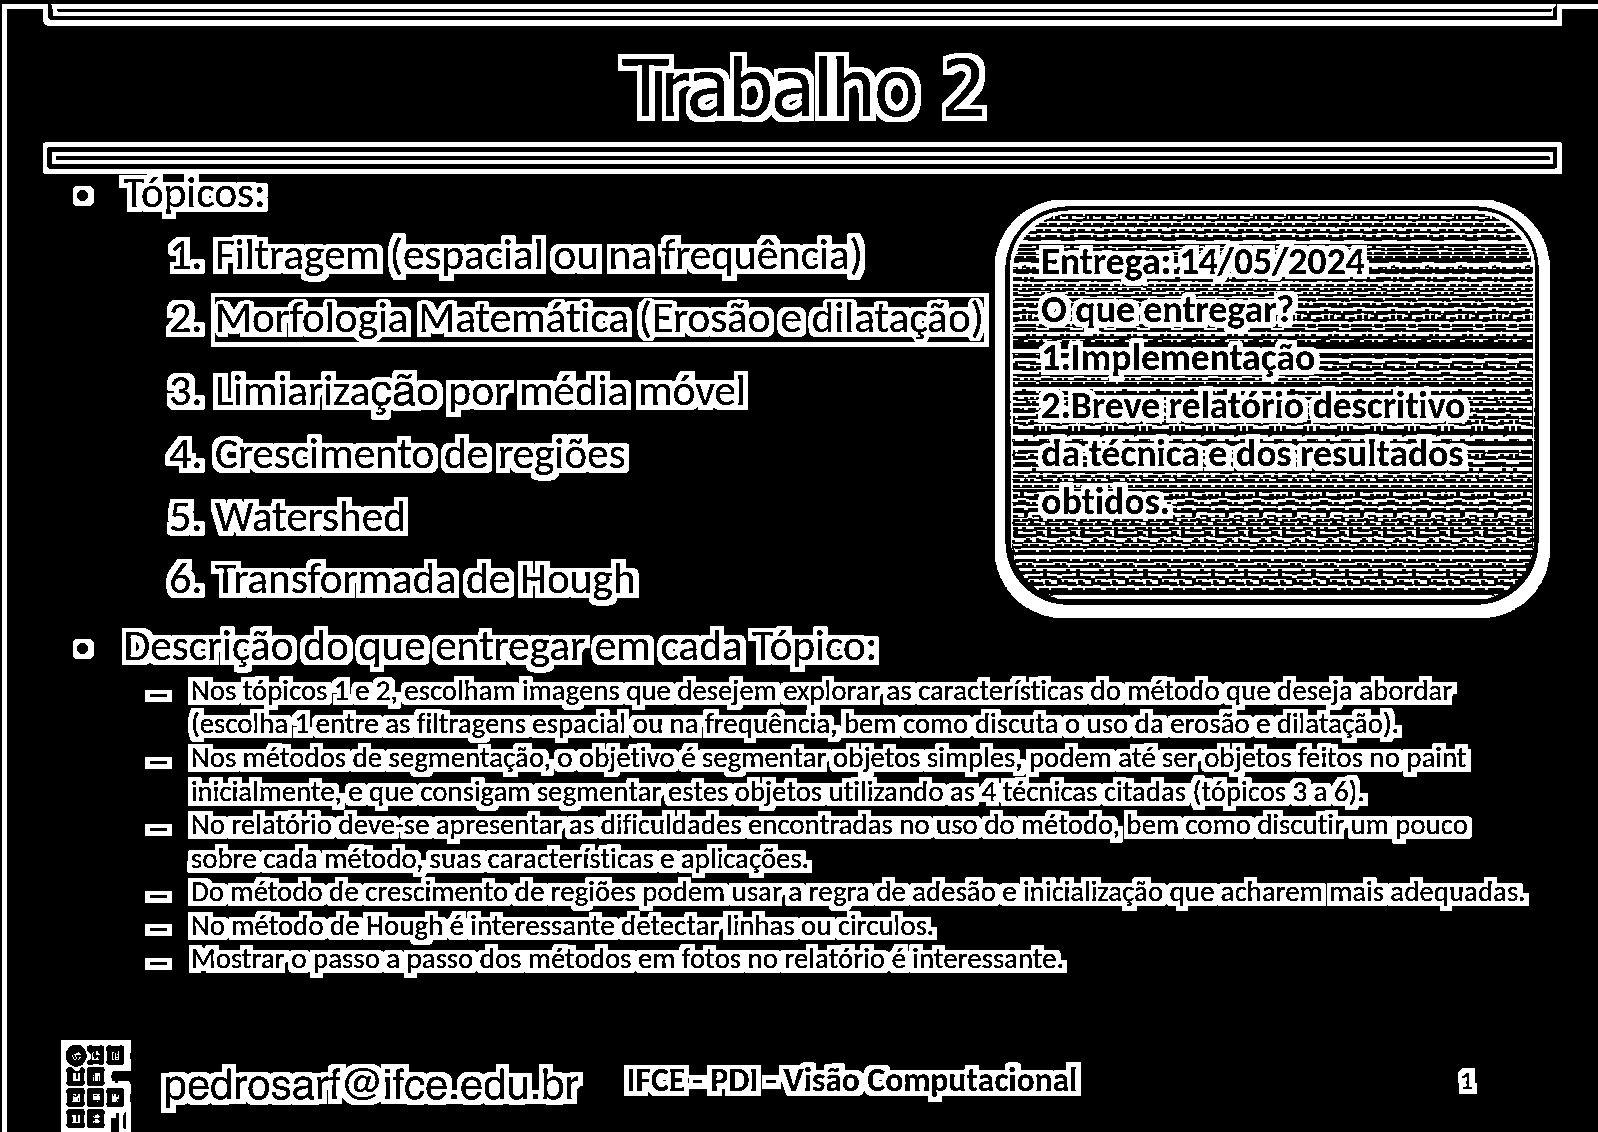 Trabalho 2
• Tópicos:
1. Filtragem (espacial ou na frequência)
2. Morfologia Matemática (Erosão e dilatação)
3. Limiarização por média móvel
4. Crescimento de regiões
5. Watershed
6. Transformada de Hough
Entrega: 14/05/2024
O que entregar?
1.Implementação
2.Breve relatório descritivo
da técnica e dos resultados
obtidos.
• Descrição do que entregar em cada Tópico:
– Nos tópicos 1 e 2, escolham imagens que desejem explorar as características do método que deseja abordar
(escolha 1 entre as filtragens espacial ou na frequência, bem como discuta o uso da erosão e dilatação).
– Nos métodos de segmentação, o objetivo é segmentar objetos simples, podem até ser objetos feitos no paint
inicialmente, e que consigam segmentar estes objetos utilizando as 4 técnicas citadas (tópicos 3 a 6).
– No relatório deve-se apresentar as dificuldades encontradas no uso do método, bem como discutir um pouco
sobre cada método, suas características e aplicações.
– Do método de crescimento de regiões podem usar a regra de adesão e inicialização que acharem mais adequadas.
– No método de Hough é interessante detectar linhas ou circulos.
– Mostrar o passo a passo dos métodos em fotos no relatório é interessante.
pedrosarf@ifce.edu.br
IFCE - PDI - Visão Computacional
1